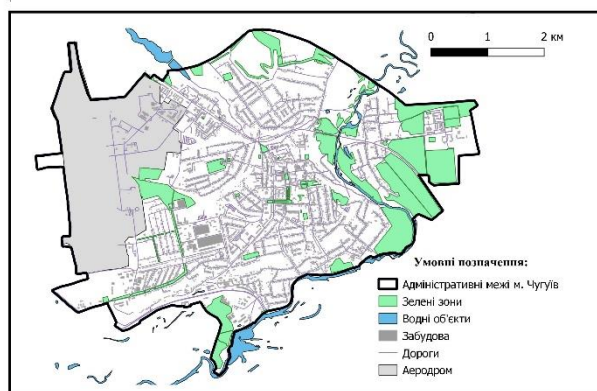 0 1 2 км
Умовні позначення:
Адміністративні межі м. Чугуїв
Зелені зони
Водні об'єкти
Забудова
Дороги
Аеродром